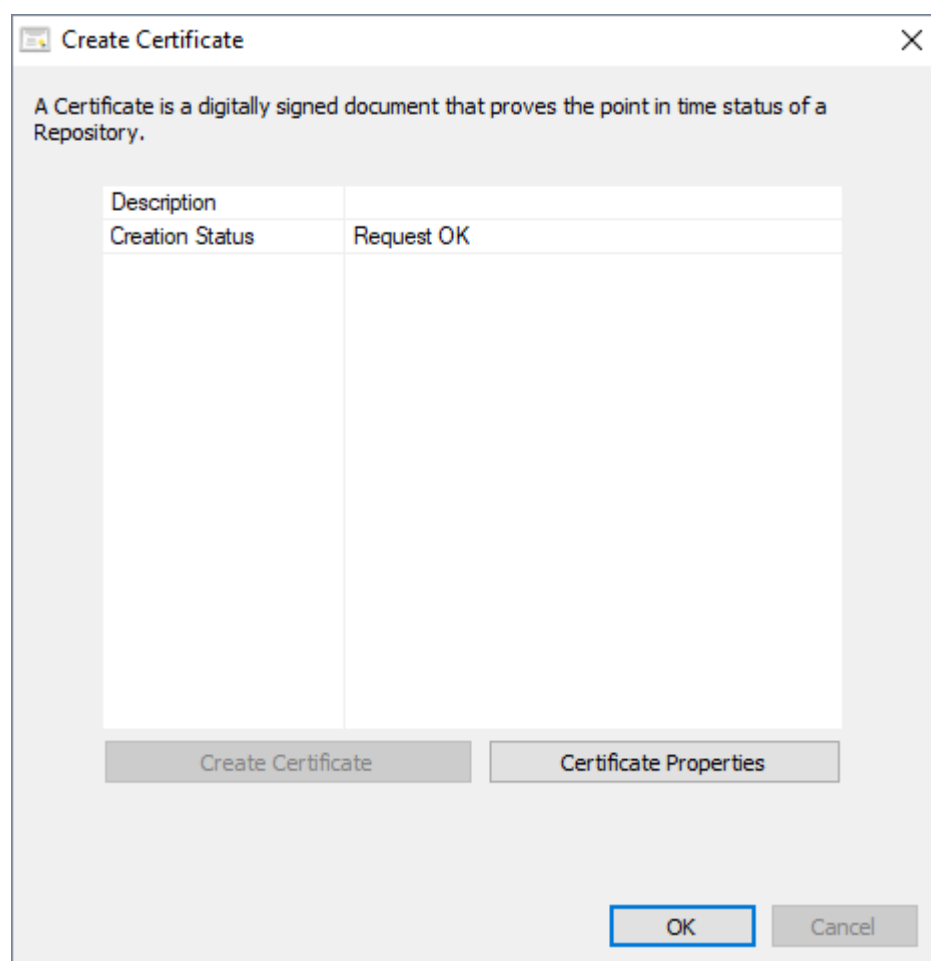 Create Certificate
A Certificate is a digitally signed document that proves the point in time status of a
Repository.
Description
Creation Status Request OK
Create Certificate Certificate Properties
OK Cancel